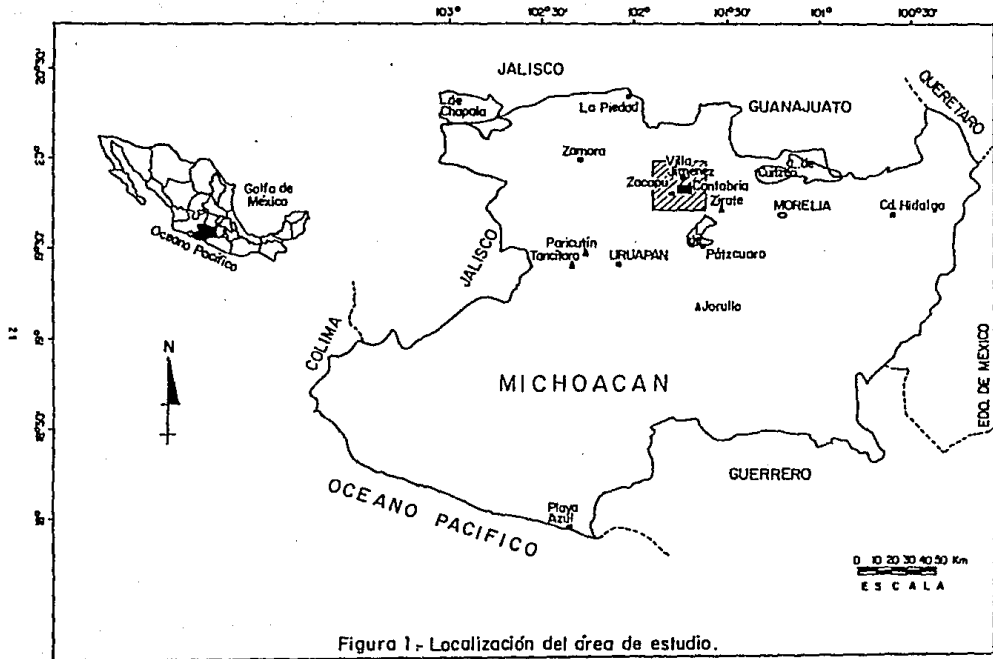 103° 102°30' 102° 101°30' 101° 100°30'
20°30'
JALISCO
L. de
Chapala
La Piedad
GUANAJUATO
QUERETARO
20°
Zamora
Villa
Jiménez
Zacapu
Cantabria
Zirate
L. de
Cuitzeo
MORELIA
Cd. Hidalgo
Golfo de
México
Oceano Pacífico
19°30'
JALISCO
Paricutín
Tancítaro
URUAPAN
Pátzcuaro
Jorullo
21
19°
N
COLIMA
MICHOACAN
EDO. DE MEXICO
18°30'
GUERRERO
OCEANO PACIFICO
18°
Playa
Azul
0 10 20 30 40 50 Km
ESCALA
Figura 1.- Localización del área de estudio.